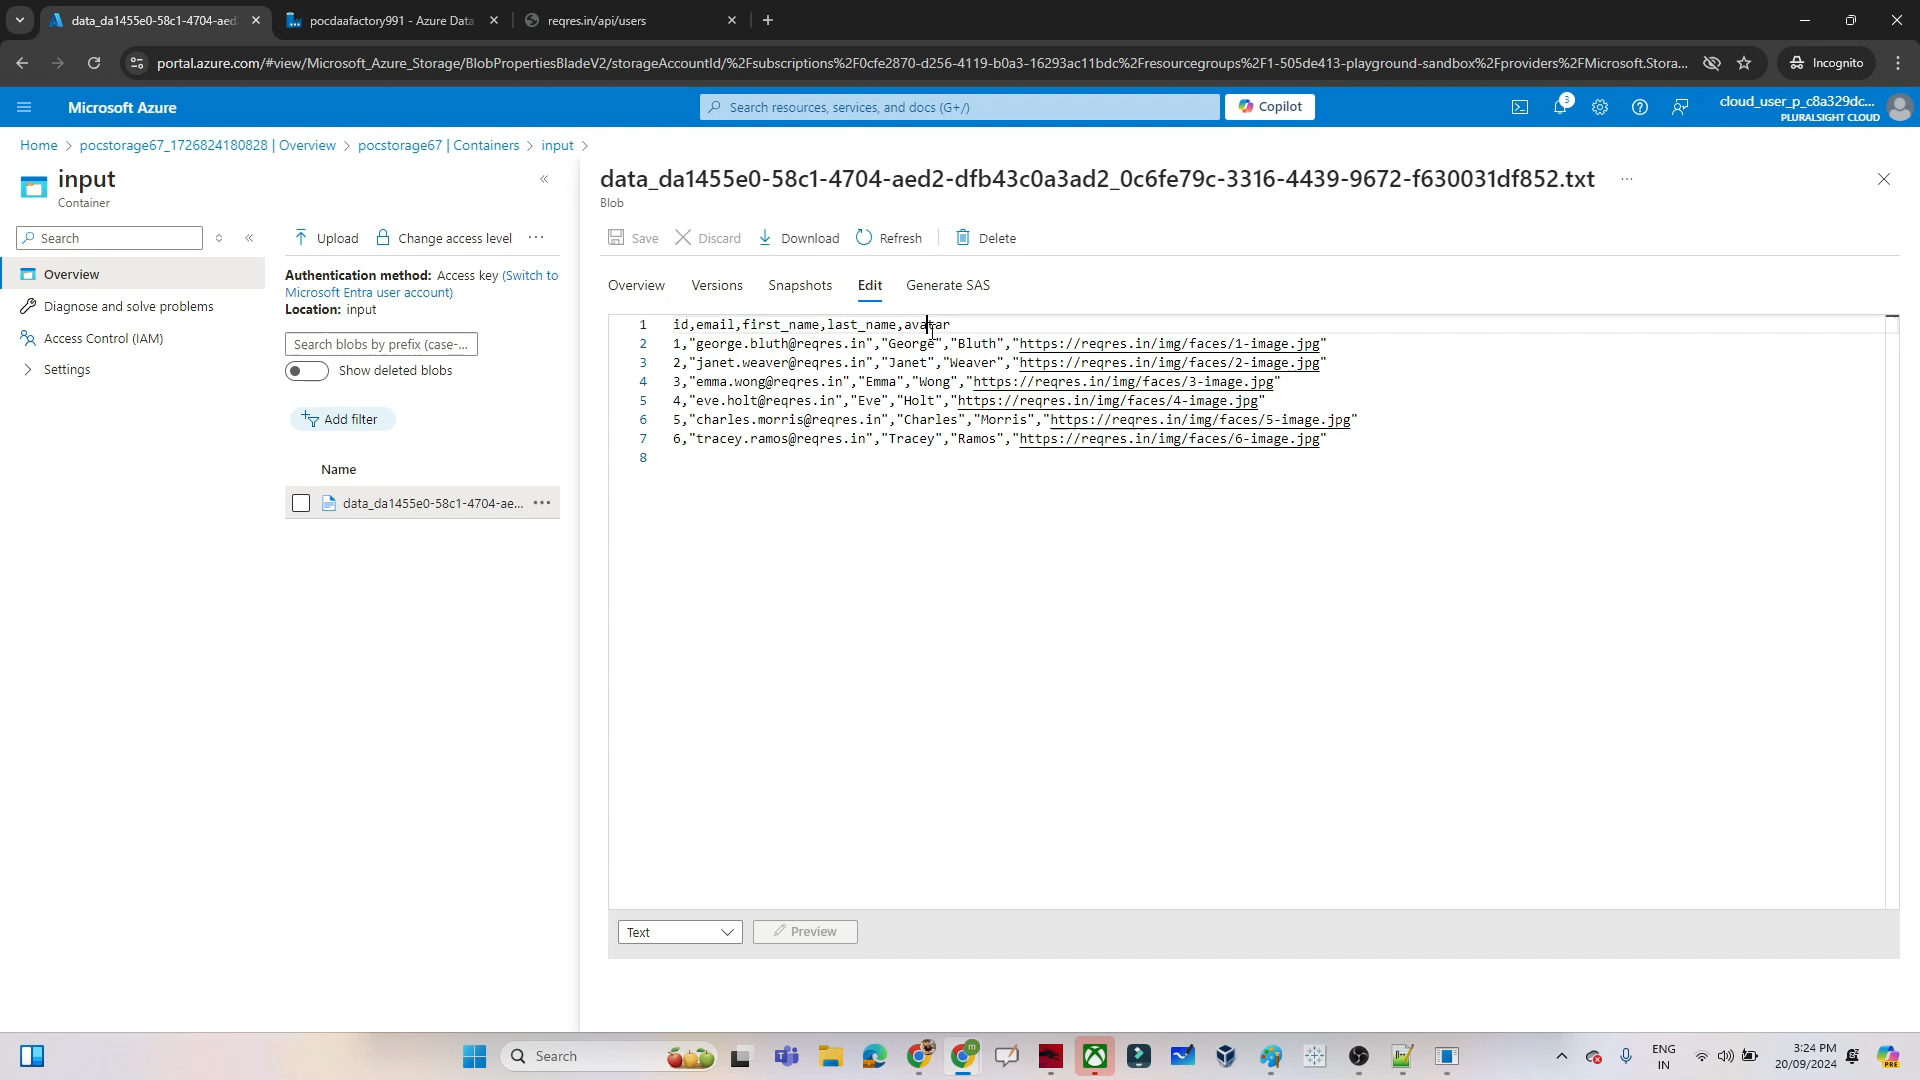 data_da1455e0-58c1-4704-aed
pocdaafactory991 - Azure Data
reqres.in/api/users
portal.azure.com/#view/Microsoft_Azure_Storage/BlobPropertiesBladeV2/storageAccountId/%2Fsubscriptions%2F0cfe2870-d256-4119-b0a3-16293ac11bdc%2Fresourcegroups%2F1-505de413-playground-sandbox%2Fproviders%2FMicrosoft.Stora...
Incognito
Microsoft Azure
Search resources, services, and docs (G+/)
Copilot
3
cloud_user_p_c8a329dc...
PLURALSIGHT CLOUD
Home > pocstorage67_1726824180828 | Overview > pocstorage67 | Containers > input >
input
Container
Search
Overview
Diagnose and solve problems
Access Control (IAM)
Settings
Upload
Change access level
Authentication method: Access key (Switch to
Microsoft Entra user account)
Location: input
Search blobs by prefix (case-...
Show deleted blobs
Add filter
Name
data_da1455e0-58c1-4704-ae...
data_da1455e0-58c1-4704-aed2-dfb43c0a3ad2_0c6fe79c-3316-4439-9672-f630031df852.txt
Blob
Save
Discard
Download
Refresh
Delete
Overview
Versions
Snapshots
Edit
Generate SAS
1 id,email,first_name,last_name,avatar
2 1,"george.bluth@reqres.in","George","Bluth","https://reqres.in/img/faces/1-image.jpg"
3 2,"janet.weaver@reqres.in","Janet","Weaver","https://reqres.in/img/faces/2-image.jpg"
4 3,"emma.wong@reqres.in","Emma","Wong","https://reqres.in/img/faces/3-image.jpg"
5 4,"eve.holt@reqres.in","Eve","Holt","https://reqres.in/img/faces/4-image.jpg"
6 5,"charles.morris@reqres.in","Charles","Morris","https://reqres.in/img/faces/5-image.jpg"
7 6,"tracey.ramos@reqres.in","Tracey","Ramos","https://reqres.in/img/faces/6-image.jpg"
8
Text
Preview
Search
ENG
IN
3:24 PM
20/09/2024
PRE